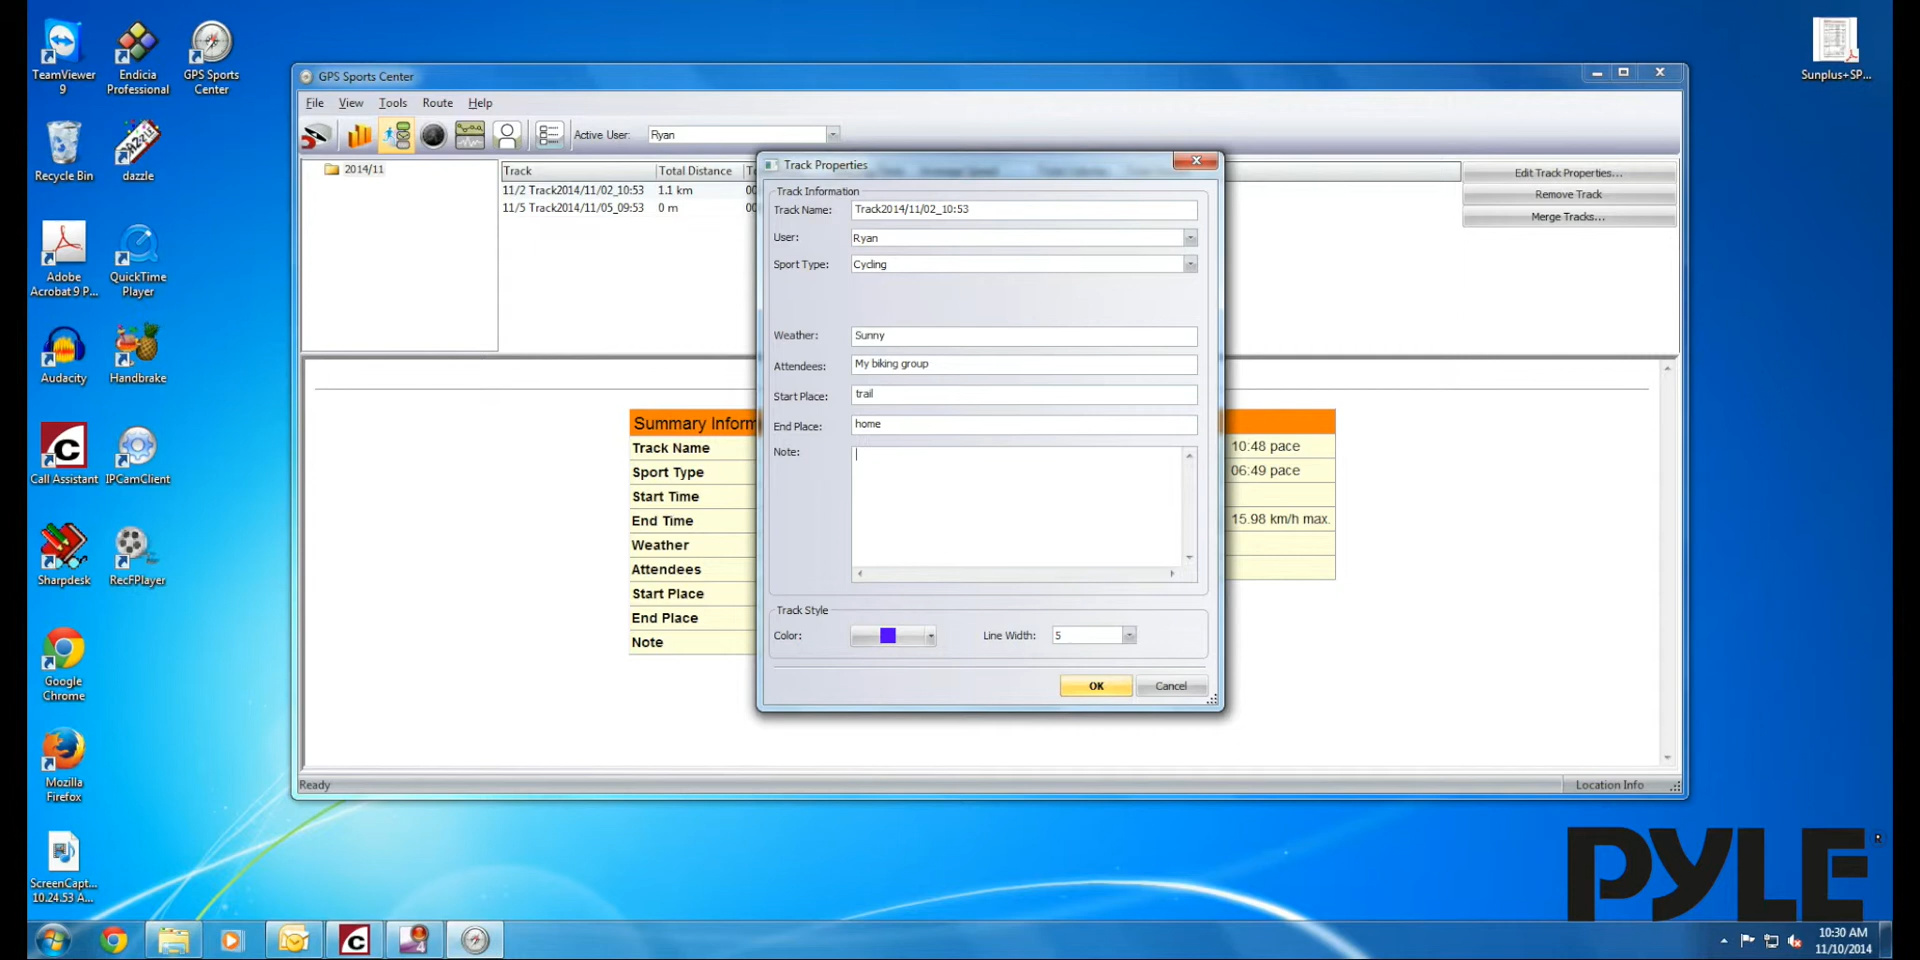 TeamViewer
9
Endicia
Professional
GPS Sports
Center
Recycle Bin
dazzle
Adobe
Acrobat 9 P...
QuickTime
Player
Audacity
Handbrake
Call Assistant
IPCamClient
Sharpdesk
RecFPlayer
Google
Chrome
Mozilla
Firefox
ScreenCapt...
10.24.53 A...
Sunplus+SP...
GPS Sports Center
File View Tools Route Help
Active User: Ryan
2014/11
Track Total Distance
11/2 Track2014/11/02_10:53 1.1 km 00
11/5 Track2014/11/05_09:53 0 m 00
Edit Track Properties...
Remove Track
Merge Tracks...
Track Properties
Track Information
Track Name: Track2014/11/02_10:53
User: Ryan
Sport Type: Cycling
Weather: Sunny
Attendees: My biking group
Start Place: trail
End Place: home
Note:
Track Style
Color:
Line Width: 5
OK Cancel
Summary Inform
Track Name
Sport Type
Start Time
End Time
Weather
Attendees
Start Place
End Place
Note
10:48 pace
06:49 pace
15.98 km/h max.
Ready
Location Info
PYLE
10:30 AM
11/10/2014